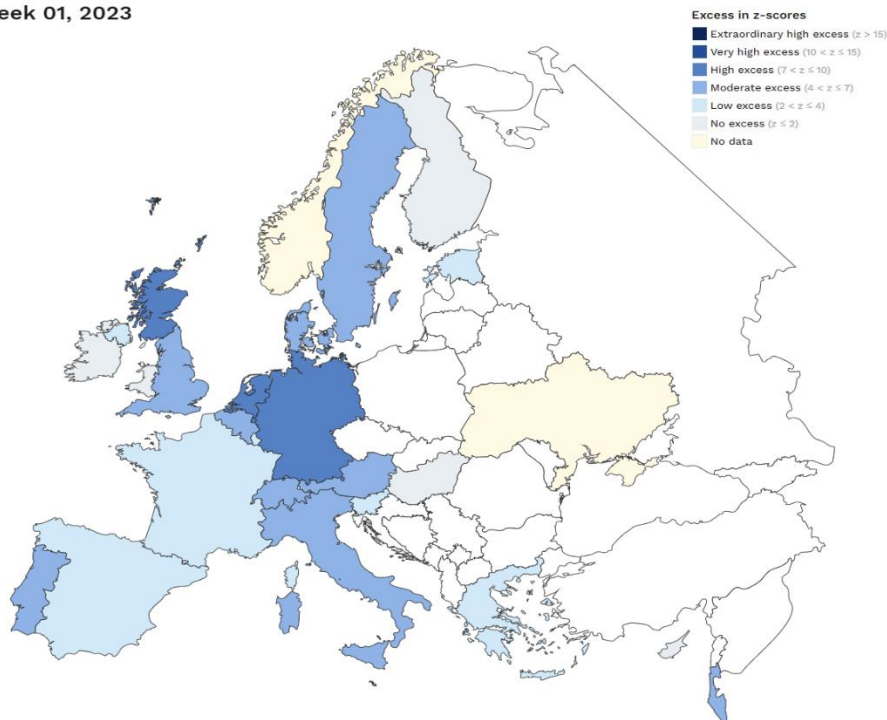 eek 01, 2023
Excess in z-scores
Extraordinary high excess (z > 15)
Very high excess (10 < z ≤ 15)
High excess (7 < z ≤ 10)
Moderate excess (4 < z ≤ 7)
Low excess (2 < z ≤ 4)
No excess (z ≤ 2)
No data